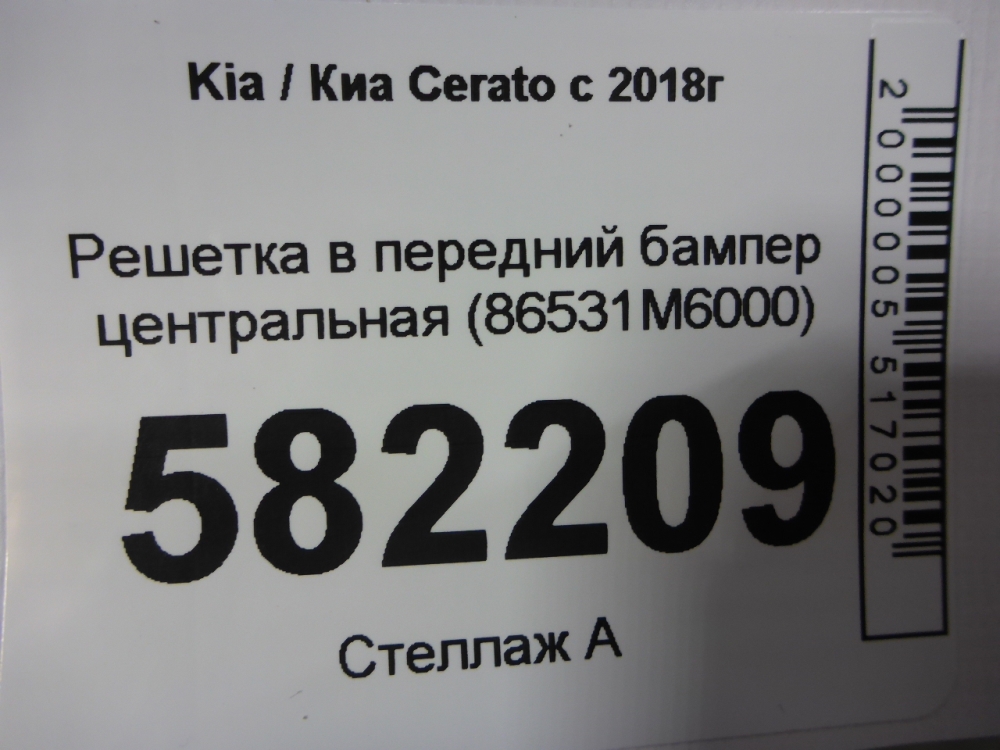 Kia / Киа Cerato с 2018г
Решетка в передний бампер
центральная (86531M6000)
582209
Стеллаж А
2000005517020